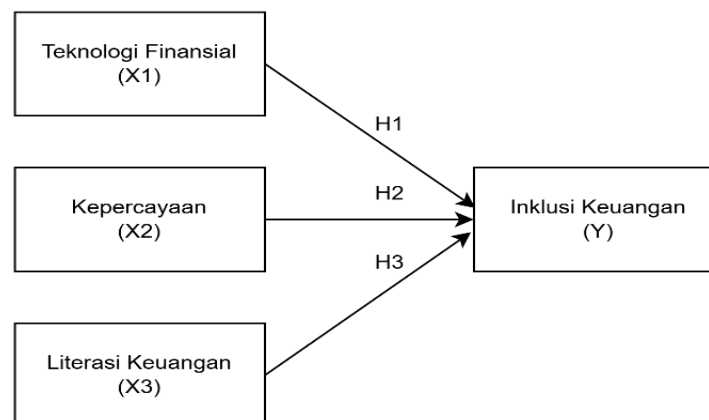 Teknologi Finansial
(X1)
H1
Kepercayaan
(X2)
H2
Inklusi Keuangan
(Y)
H3
Literasi Keuangan
(X3)